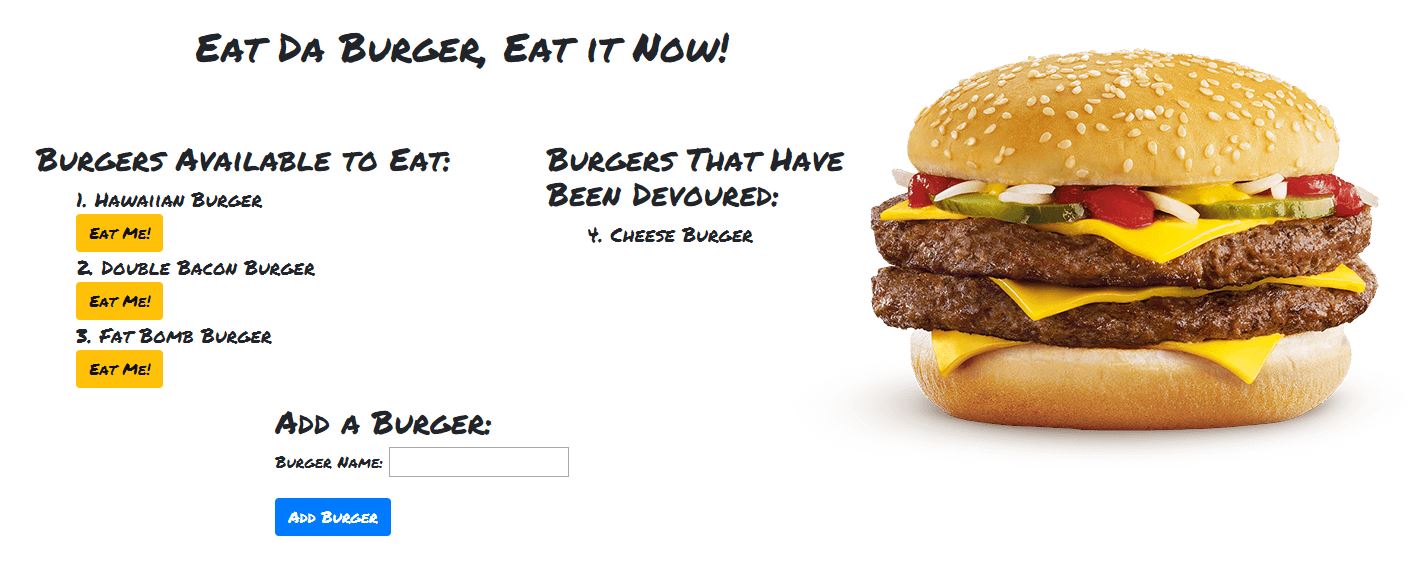 Eat Da Burger, Eat it Now!
Burgers Available to Eat:
1. Hawaiian Burger
Eat Me!
2. Double Bacon Burger
Eat Me!
3. Fat Bomb Burger
Eat Me!
Burgers That Have
Been Devoured:
4. Cheese Burger
Add a Burger:
Burger Name:
Add Burger